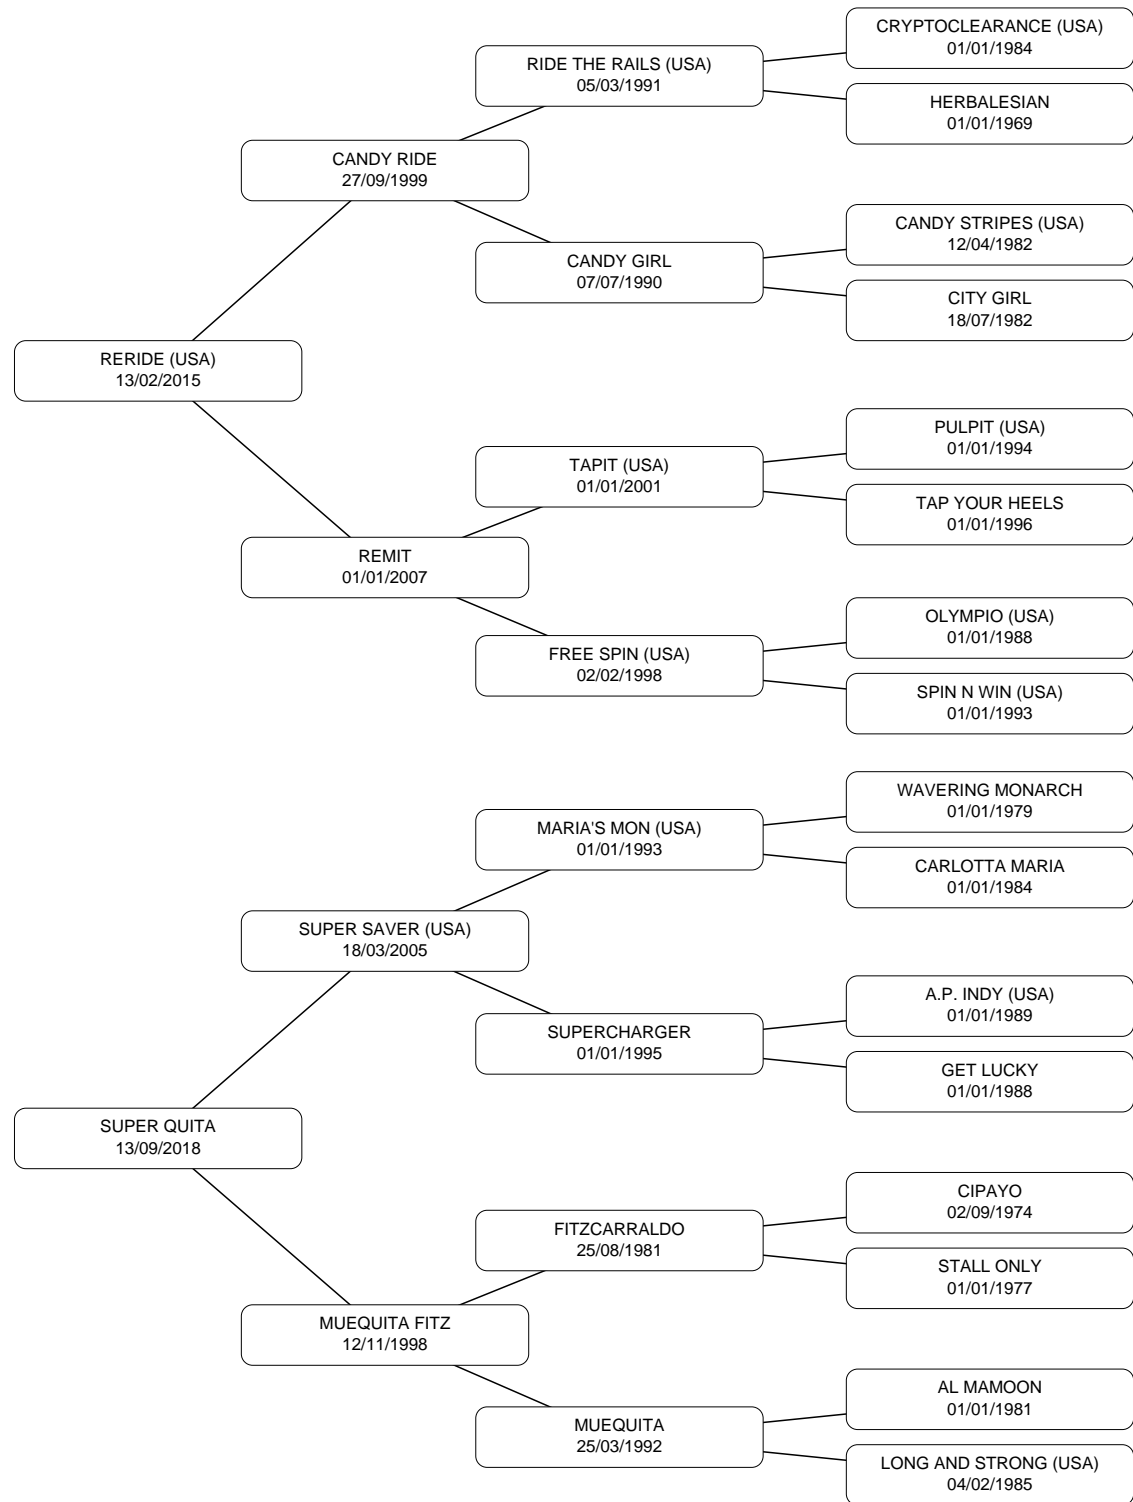 CRYPTOCLEARANCE (USA)
01/01/1984
RIDE THE RAILS (USA)
05/03/1991
HERBALESIAN
01/01/1969
CANDY RIDE
27/09/1999
CANDY STRIPES (USA)
12/04/1982
CANDY GIRL
07/07/1990
CITY GIRL
18/07/1982
RERIDE (USA)
13/02/2015
PULPIT (USA)
01/01/1994
TAPIT (USA)
01/01/2001
TAP YOUR HEELS
01/01/1996
REMIT
01/01/2007
OLYMPIO (USA)
01/01/1988
FREE SPIN (USA)
02/02/1998
SPIN N WIN (USA)
01/01/1993
WAVERING MONARCH
01/01/1979
MARIA'S MON (USA)
01/01/1993
CARLOTTA MARIA
01/01/1984
SUPER SAVER (USA)
18/03/2005
A.P. INDY (USA)
01/01/1989
SUPERCHARGER
01/01/1995
GET LUCKY
01/01/1988
SUPER QUITA
13/09/2018
CIPAYO
02/09/1974
FITZCARRALDO
25/08/1981
STALL ONLY
01/01/1977
MUEQUITA FITZ
12/11/1998
AL MAMOON
01/01/1981
MUEQUITA
25/03/1992
LONG AND STRONG (USA)
04/02/1985